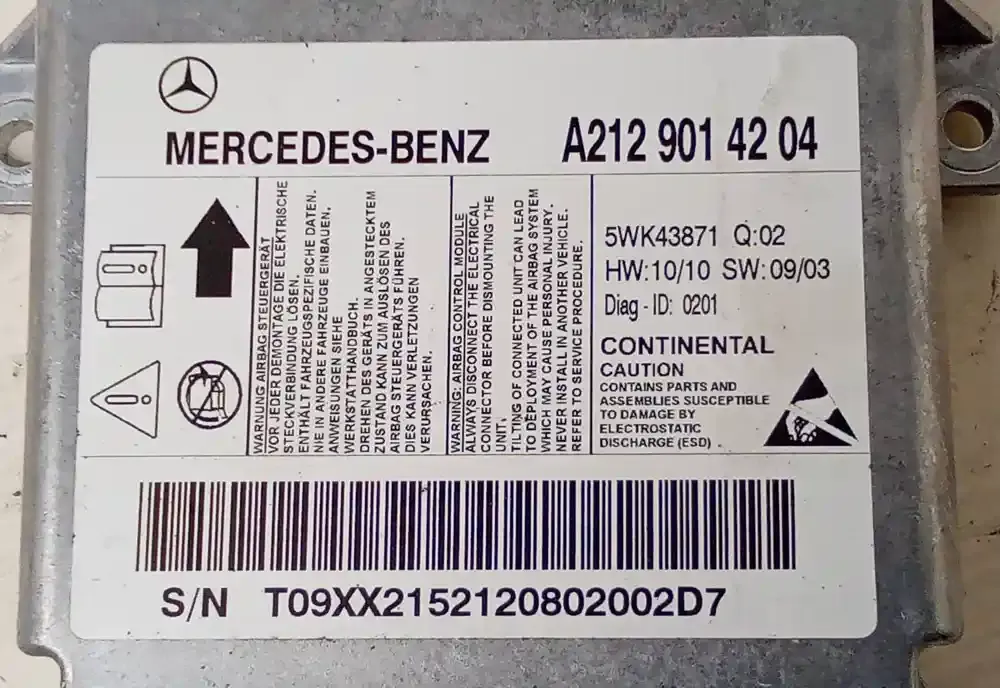 MERCEDES-BENZ
A212 901 42 04
WARNUNG AIRBAG STEUERGERÄT
VOR JEDER DEMONTAGE DIE ELEKTRISCHE
STECKVERBINDUNG LÖSEN.
ENTHÄLT FAHRZEUGSPEZIFISCHE DATEN.
NIE IN ANDERE FAHRZEUGE EINBAUEN.
ANWEISUNGEN SIEHE
WERKSTATTHANDBUCH.
DREHEN DES GERÄTS IN ANGESTECKTEM
ZUSTAND KANN ZUM AUSLÖSEN DES
AIRBAG STEUERGERÄTS FÜHREN.
DIES KANN VERLETZUNGEN
VERURSACHEN.
WARNING: AIRBAG CONTROL MODULE
ALWAYS DISCONNECT THE ELECTRICAL
CONNECTOR BEFORE DISMOUNTING THE
UNIT.
TILTING OF CONNECTED UNIT CAN LEAD
TO DEPLOYMENT OF THE AIRBAG SYSTEM
WHICH MAY CAUSE PERSONAL INJURY.
NEVER INSTALL IN ANOTHER VEHICLE.
REFER TO SERVICE PROCEDURE.
5WK43871 Q:02
HW:10/10 SW:09/03
Diag - ID: 0201
CONTINENTAL
CAUTION
CONTAINS PARTS AND
ASSEMBLIES SUSCEPTIBLE
TO DAMAGE BY
ELECTROSTATIC
DISCHARGE (ESD) .
S/N T09XX2152120802002D7